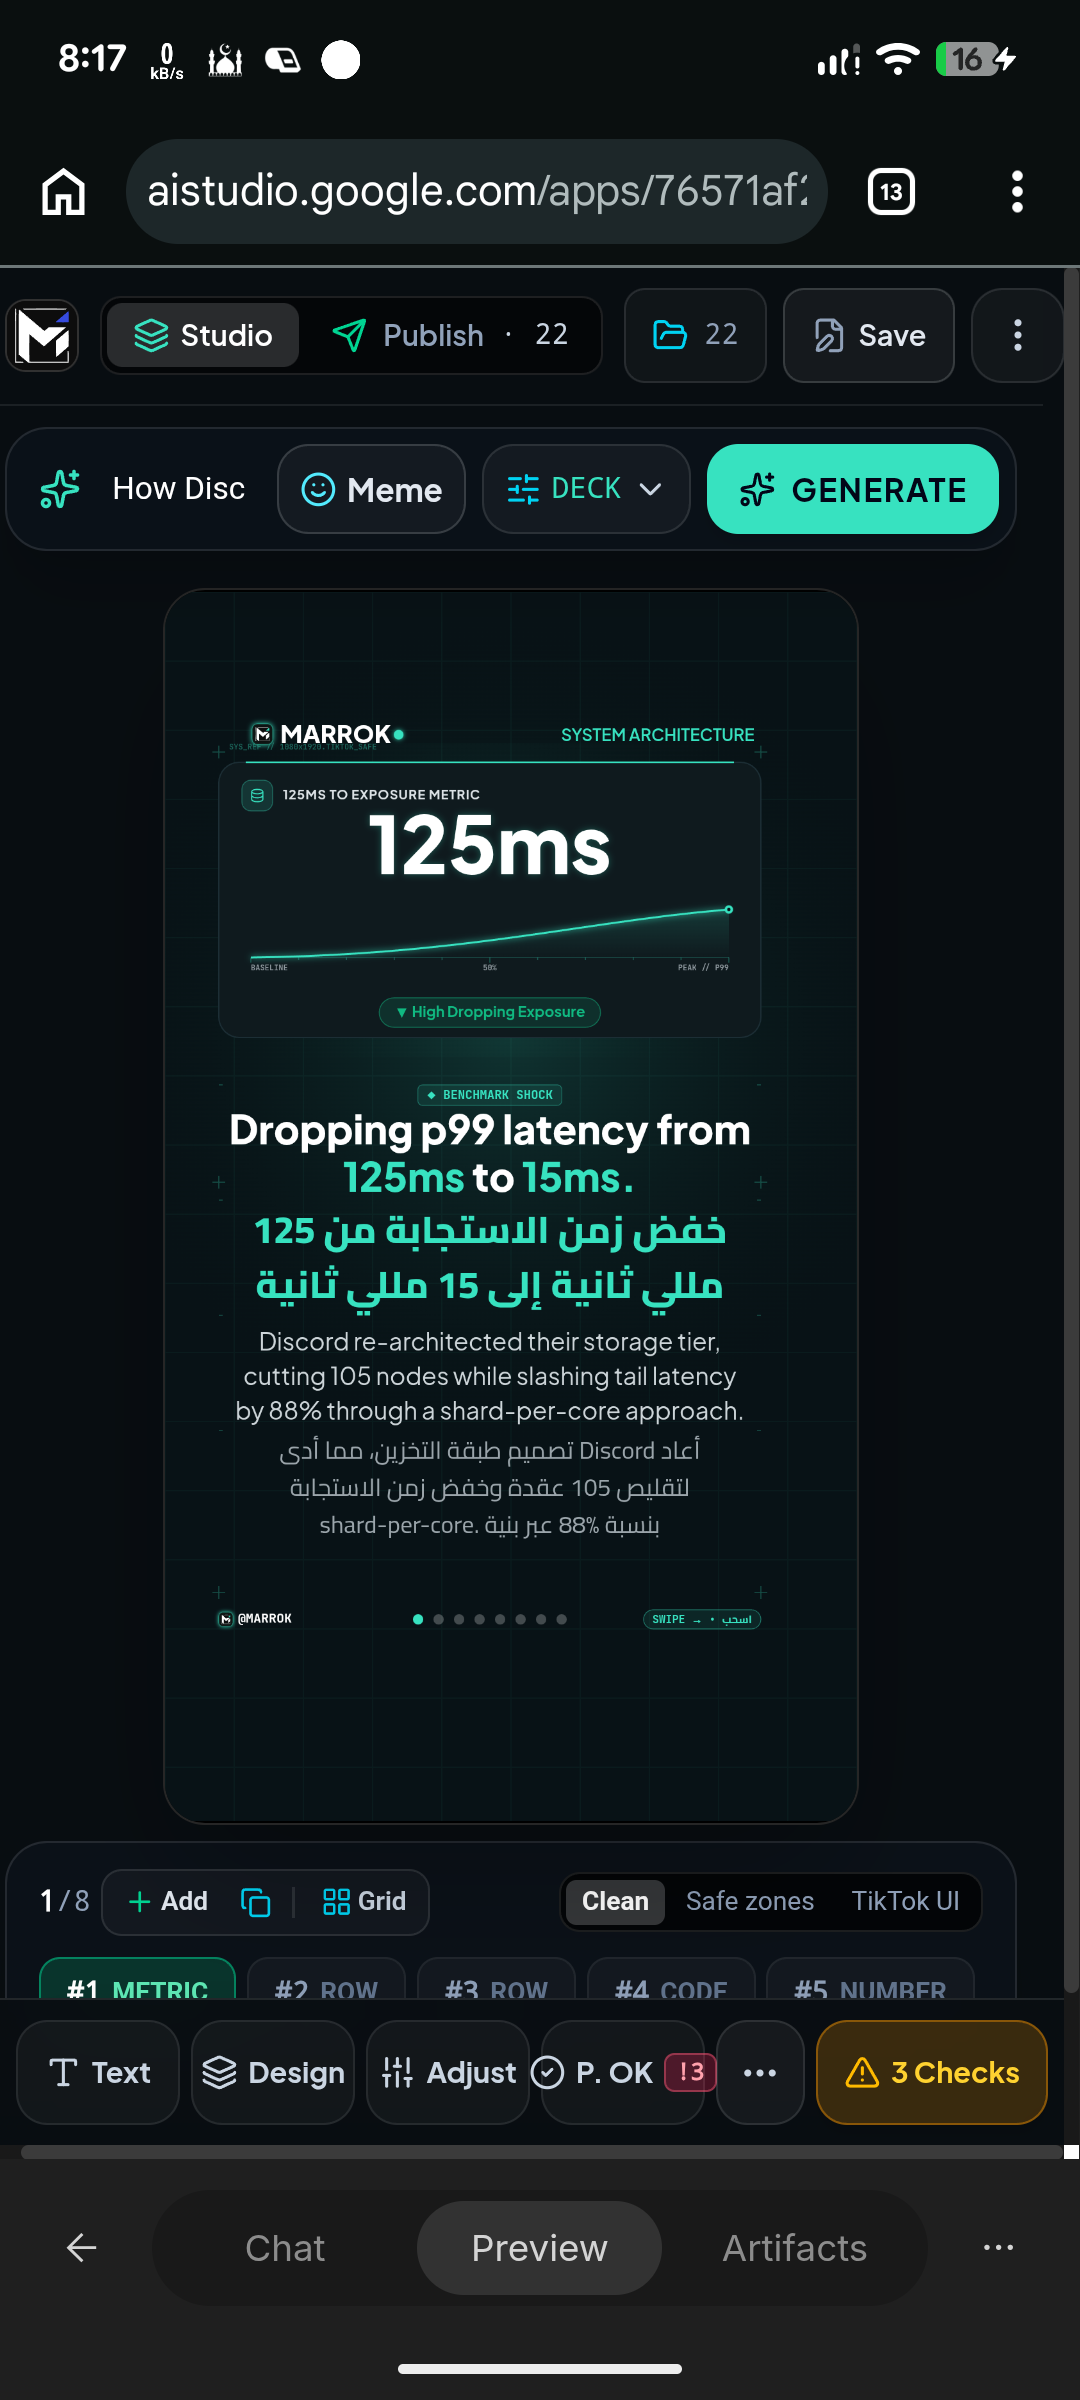 8:17
0
kB/s
16
aistudio.google.com/apps/76571af2
13
Studio
Publish · 22
22
Save
How Disc
Meme
DECK
GENERATE
MARROK
SYSTEM ARCHITECTURE
SYS_REF // 1080x1920.TIKTOK_SAFE
125MS TO EXPOSURE METRIC
125ms
BASELINE
50%
PEAK // P99
▼ High Dropping Exposure
◆ BENCHMARK SHOCK
Dropping p99 latency from
125ms to 15ms.
خفض زمن الاستجابة من 125
مللي ثانية إلى 15 مللي ثانية
Discord re-architected their storage tier,
cutting 105 nodes while slashing tail latency
by 88% through a shard-per-core approach.
أعاد Discord تصميم طبقة التخزين، مما أدى
لتقليص 105 عقدة وخفض زمن الاستجابة
بنسبة 88% عبر بنية shard-per-core.
@MARROK
SWIPE → • اسحب
1/8
Add
Grid
Clean
Safe zones
TikTok UI
#1 METRIC
#2 ROW
#3 ROW
#4 CODE
#5 NUMBER
Text
Design
Adjust
P. OK
!3
3 Checks
Chat
Preview
Artifacts